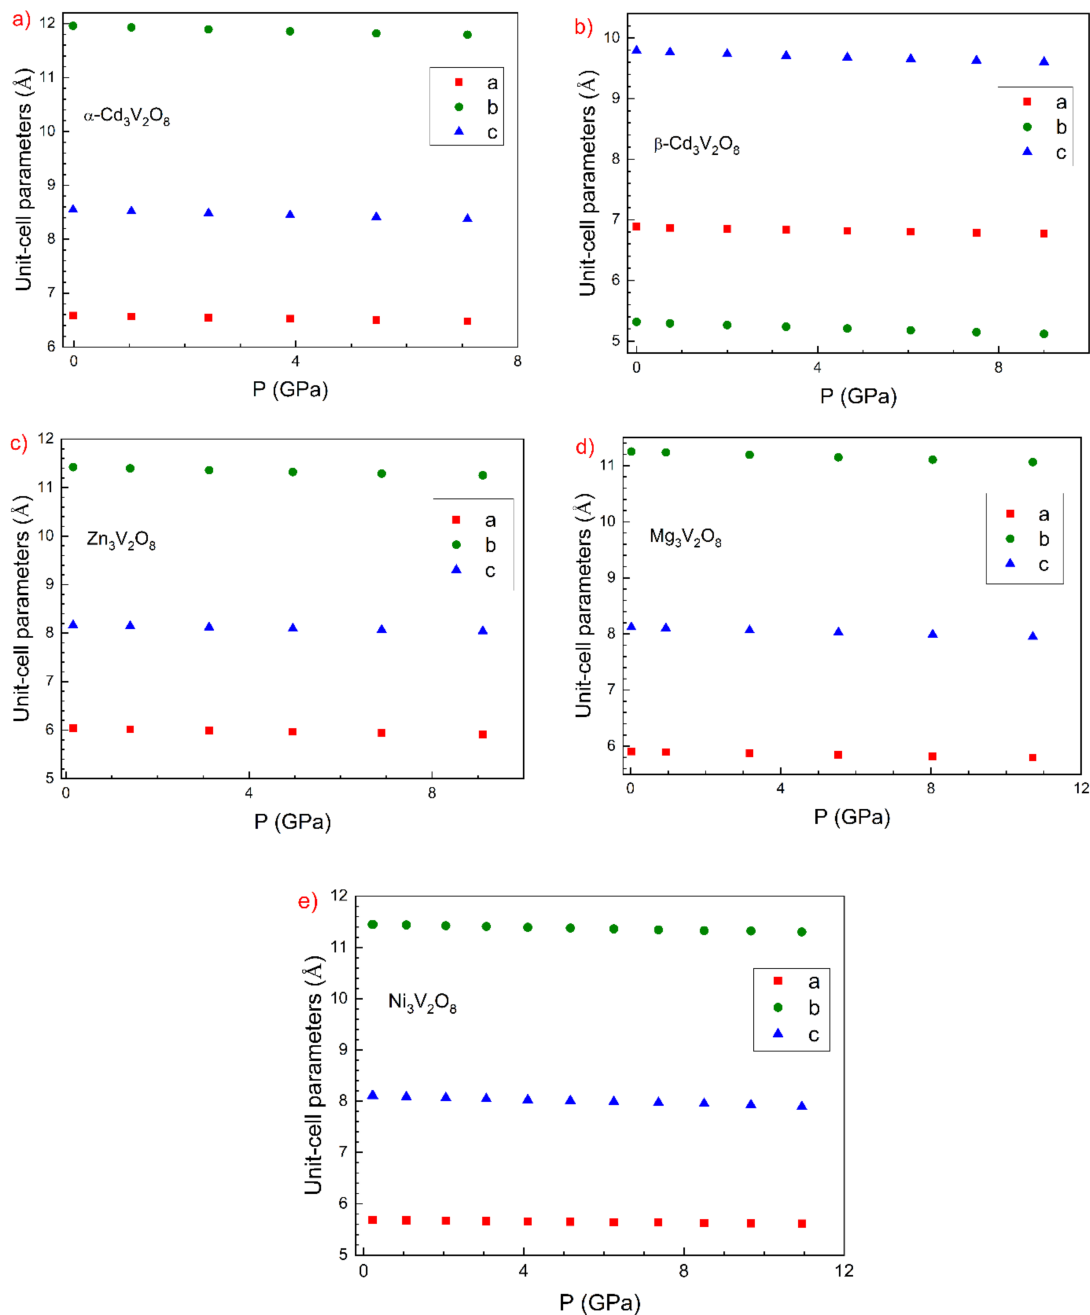 a)
12
11
10
9
8
7
6
Unit-cell parameters (Å)
α-Cd₃V₂O₈
a
b
c
0 4 8
P (GPa)
b)
10
9
8
7
6
5
Unit-cell parameters (Å)
β-Cd₃V₂O₈
a
b
c
0 4 8
P (GPa)
c)
12
11
10
9
8
7
6
5
Unit-cell parameters (Å)
Zn₃V₂O₈
a
b
c
0 4 8
P (GPa)
d)
11
10
9
8
7
6
Unit-cell parameters (Å)
Mg₃V₂O₈
a
b
c
0 4 8 12
P (GPa)
e)
12
11
10
9
8
7
6
5
Unit-cell parameters (Å)
Ni₃V₂O₈
a
b
c
0 4 8 12
P (GPa)